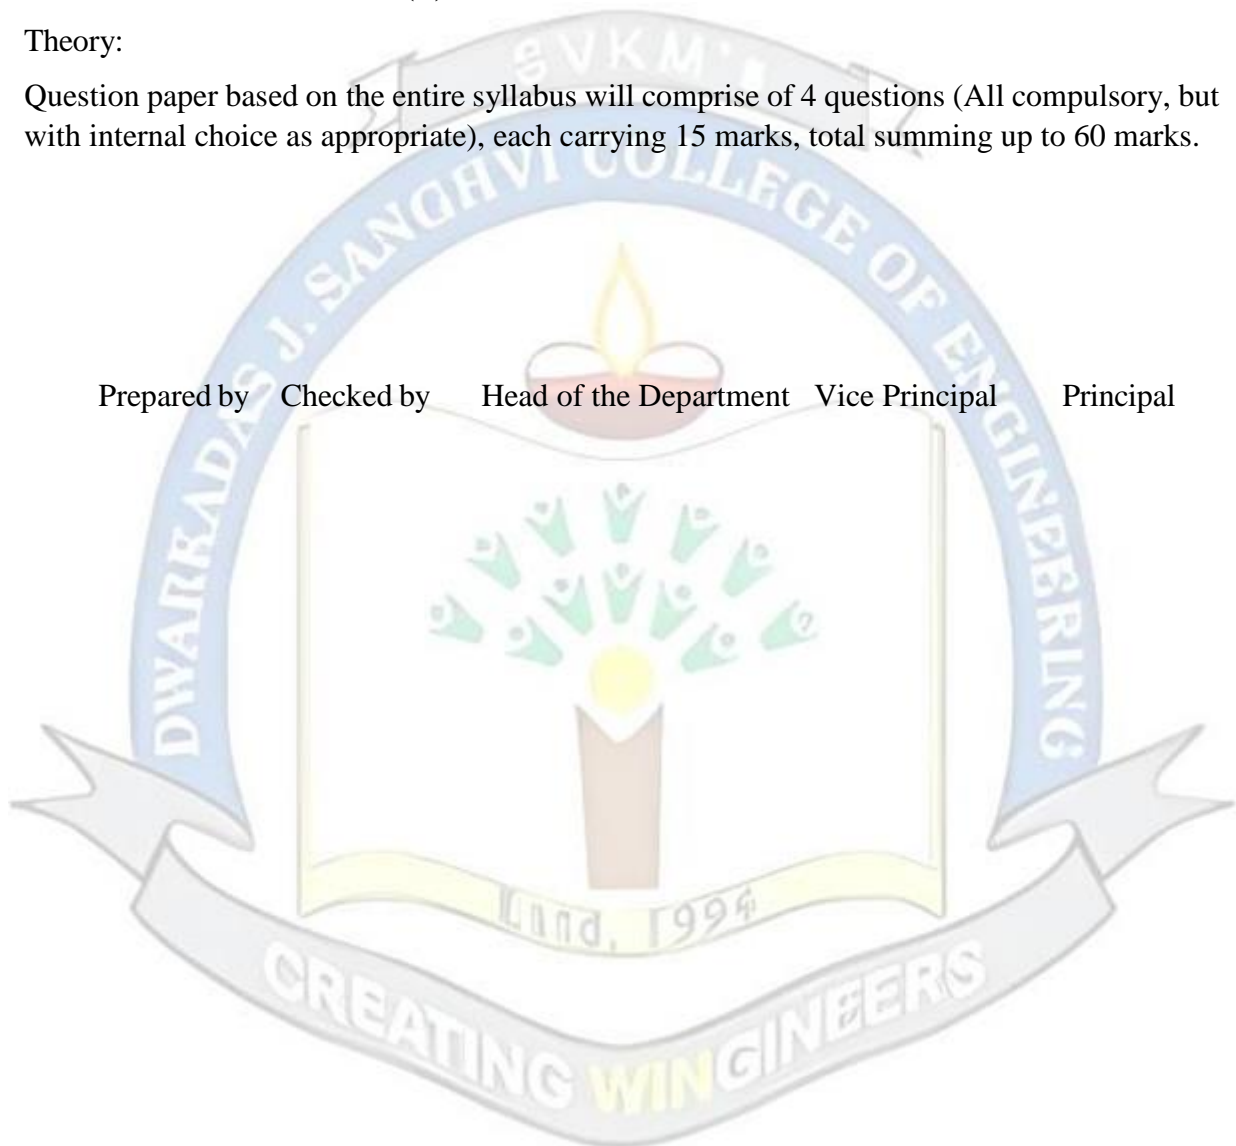 Theory:
Question paper based on the entire syllabus will comprise of 4 questions (All compulsory, but
with internal choice as appropriate), each carrying 15 marks, total summing up to 60 marks.
SVKM'S
DWARKADAS J. SANGHVI COLLEGE OF ENGINEERING
Prepared by Checked by Head of the Department Vice Principal Principal
1994
CREATING WINGINEERS